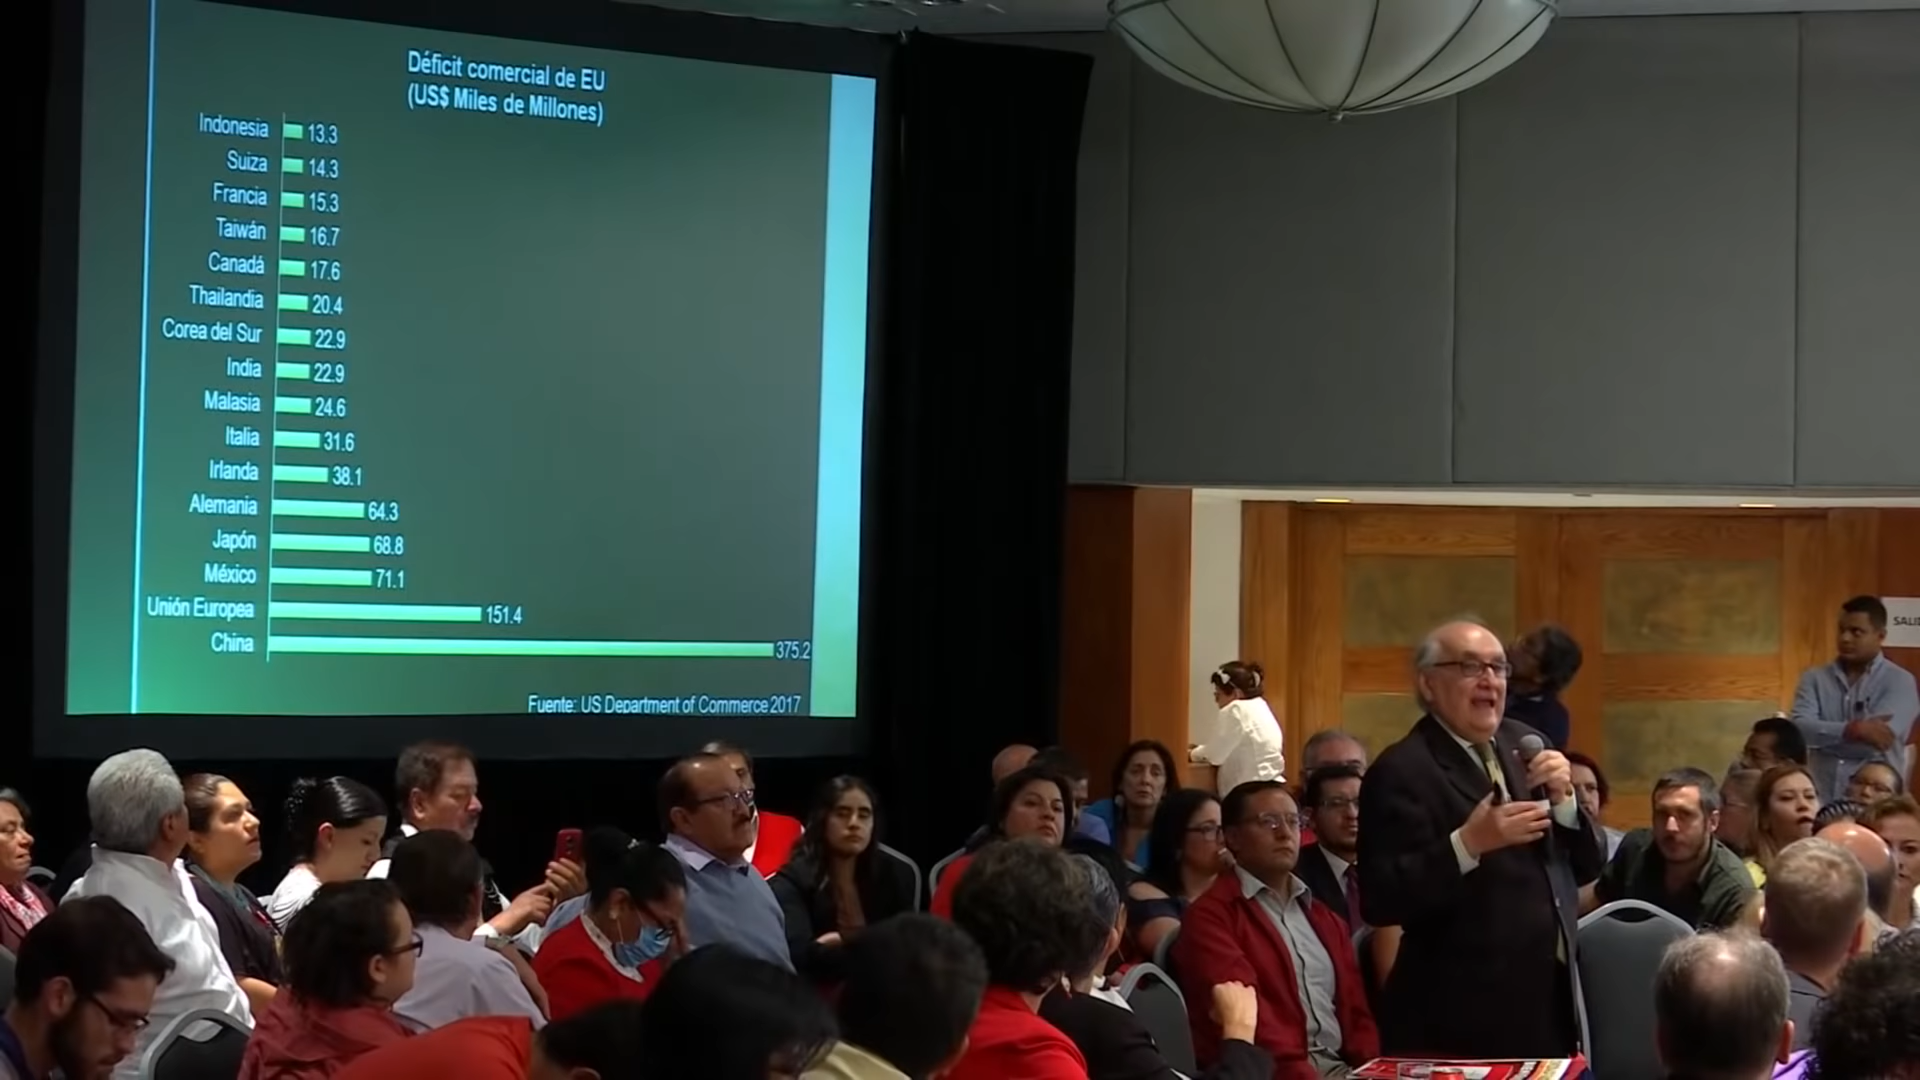 Déficit comercial de EU
(US$ Miles de Millones)
Indonesia 13.3
Suiza 14.3
Francia 15.3
Taiwán 16.7
Canadá 17.6
Thailandia 20.4
Corea del Sur 22.9
India 22.9
Malasia 24.6
Italia 31.6
Irlanda 38.1
Alemania 64.3
Japón 68.8
México 71.1
Unión Europea 151.4
China 375.2
Fuente: US Department of Commerce 2017